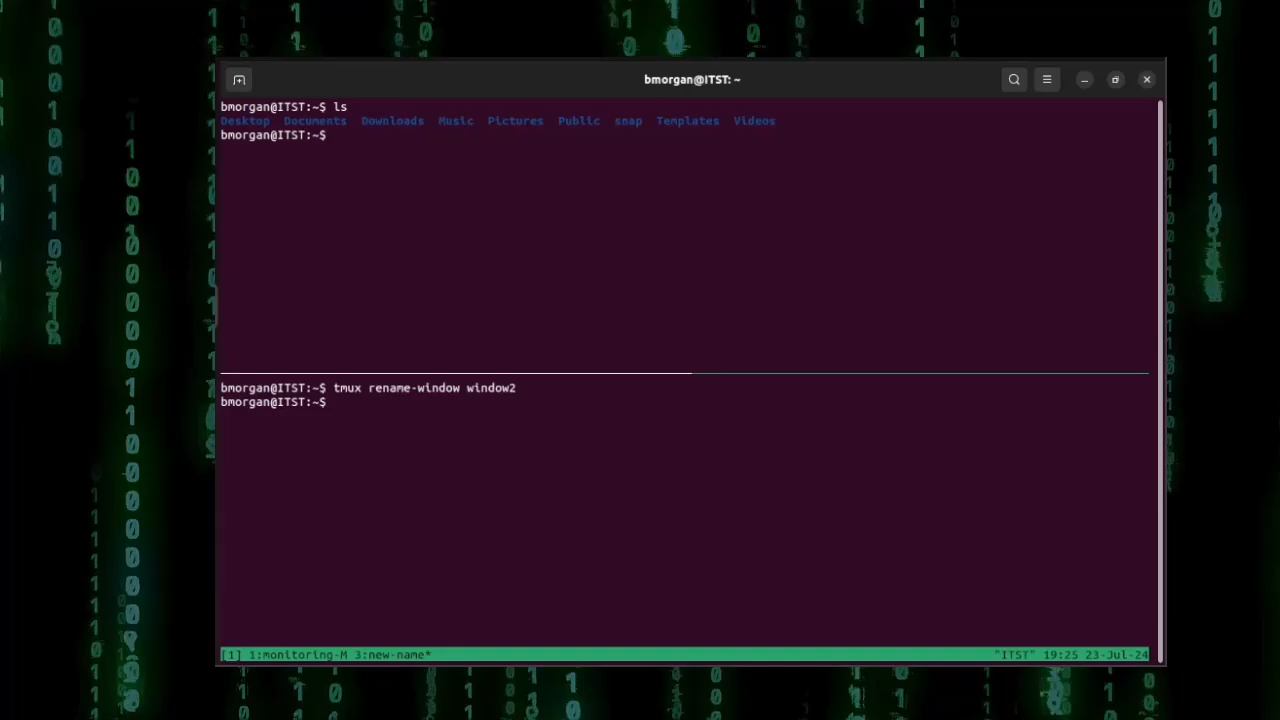 bmorgan@ITST: ~
bmorgan@ITST:~$ ls
Desktop Documents Downloads Music Pictures Public snap Templates Videos
bmorgan@ITST:~$
bmorgan@ITST:~$ tmux rename-window window2
bmorgan@ITST:~$
[1] 1:monitoring-M 3:new-name* "ITST" 19:25 23-Jul-24